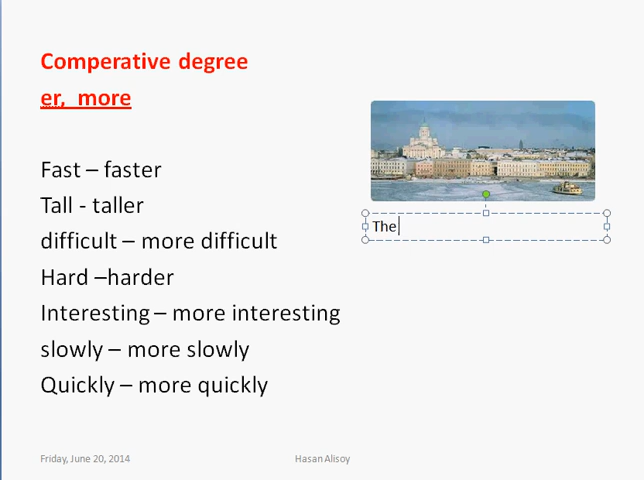 Comperative degree
er, more
Fast – faster
Tall - taller
difficult – more difficult
Hard –harder
Interesting – more interesting
slowly – more slowly
Quickly – more quickly
The
Friday, June 20, 2014
Hasan Alisoy